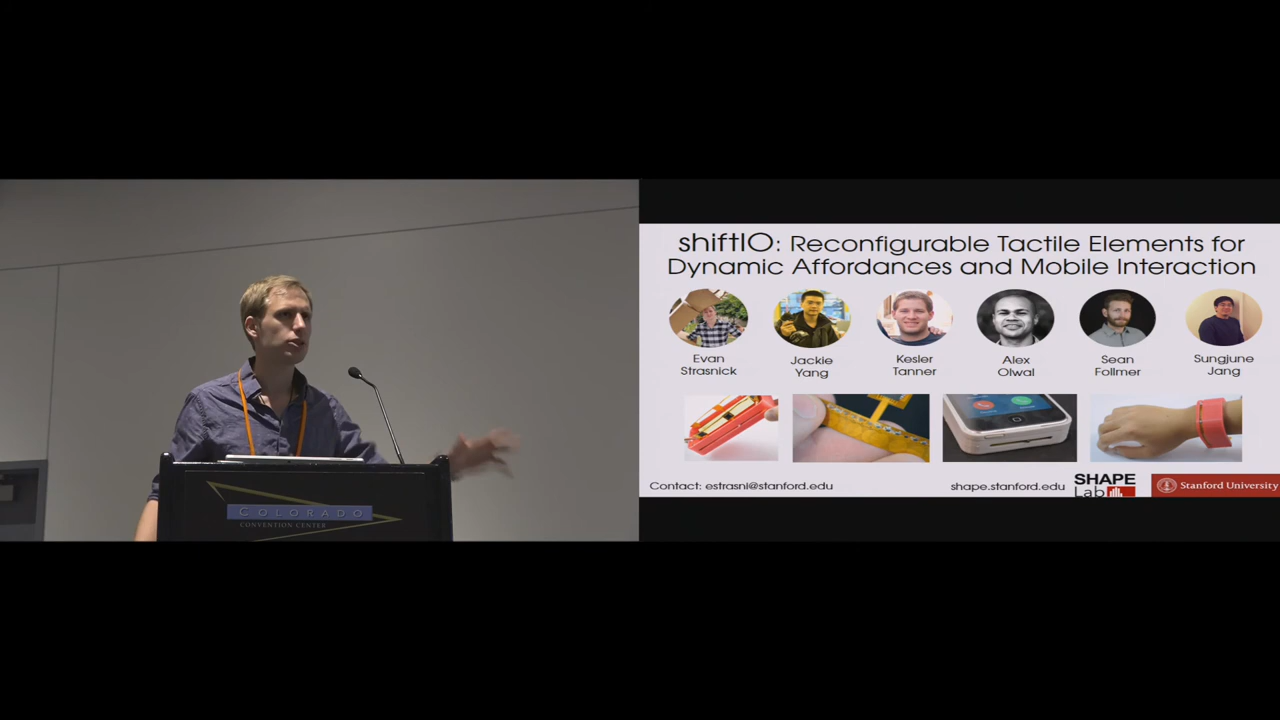 shiftIO: Reconfigurable Tactile Elements for
Dynamic Affordances and Mobile Interaction
Evan
Strasnick
Jackie
Yang
Kesler
Tanner
Alex
Olwal
Sean
Follmer
Sungjune
Jang
Contact: estrasni@stanford.edu
shape.stanford.edu
SHAPE
Lab
Stanford University
COLORADO
CONVENTION CENTER